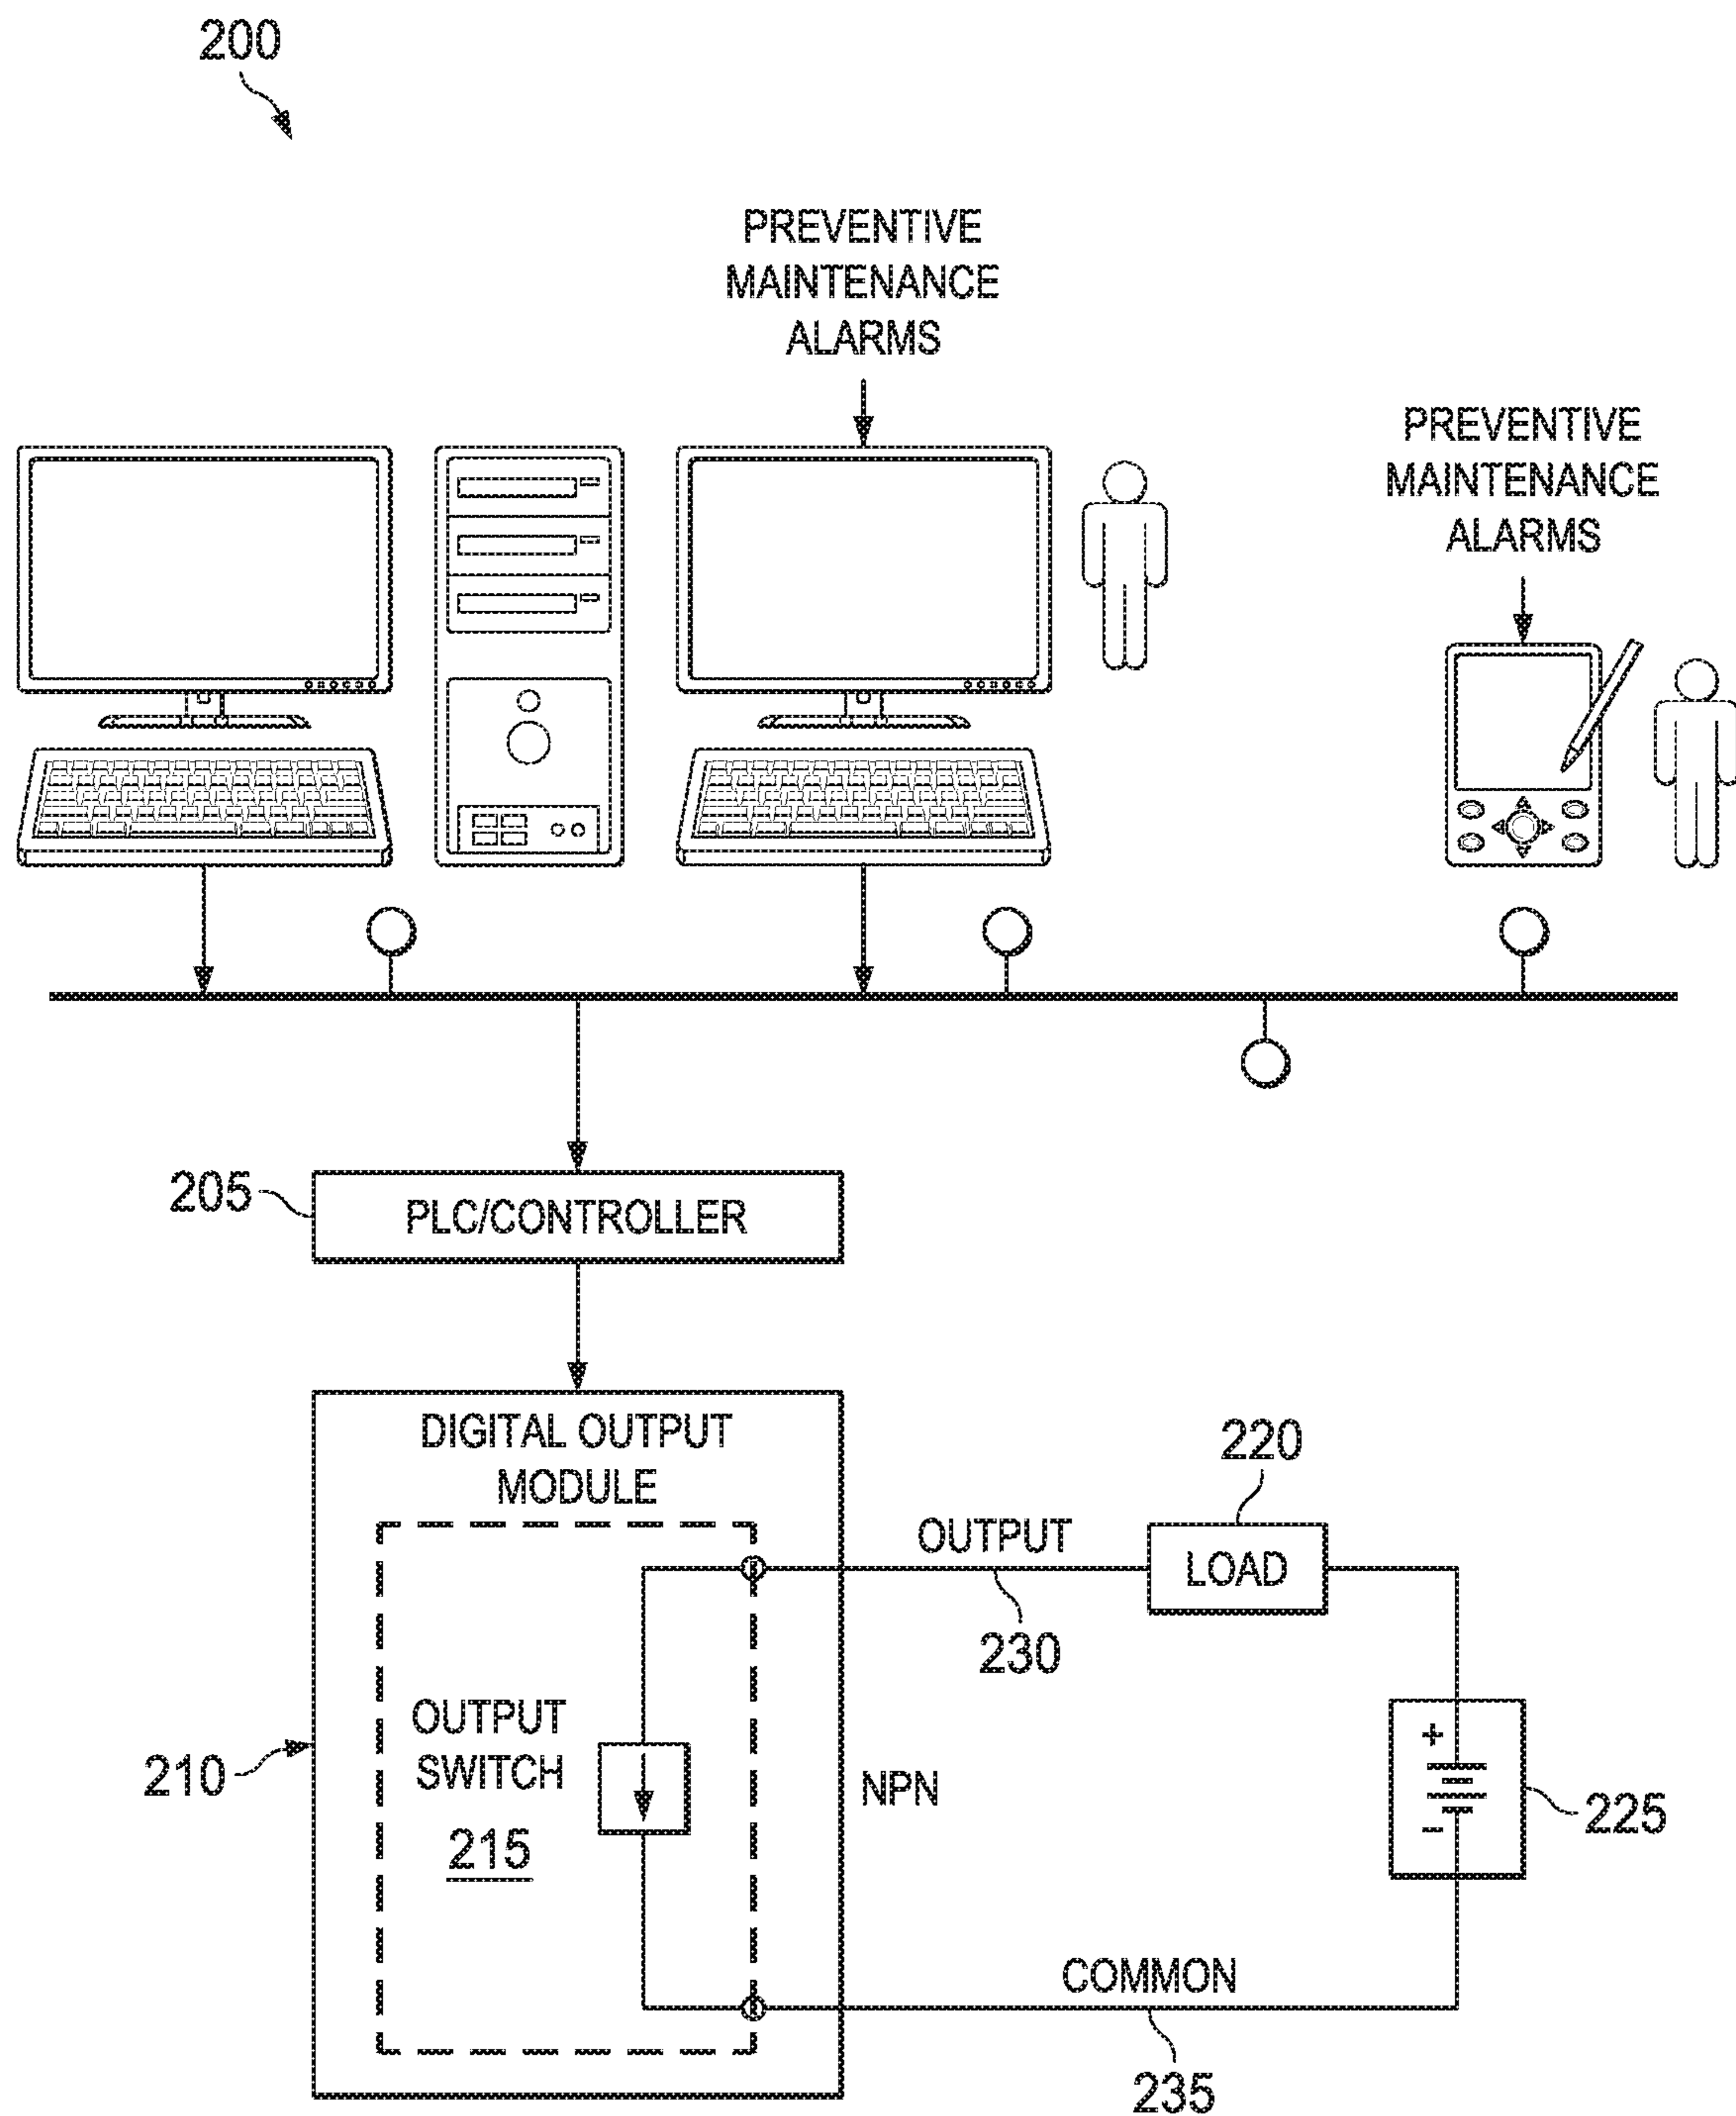 200
PREVENTIVE
MAINTENANCE
ALARMS
PREVENTIVE
MAINTENANCE
ALARMS
205
PLC/CONTROLLER
DIGITAL OUTPUT
MODULE
220
OUTPUT
LOAD
230
OUTPUT
SWITCH
215
210
NPN
+
-
225
COMMON
235